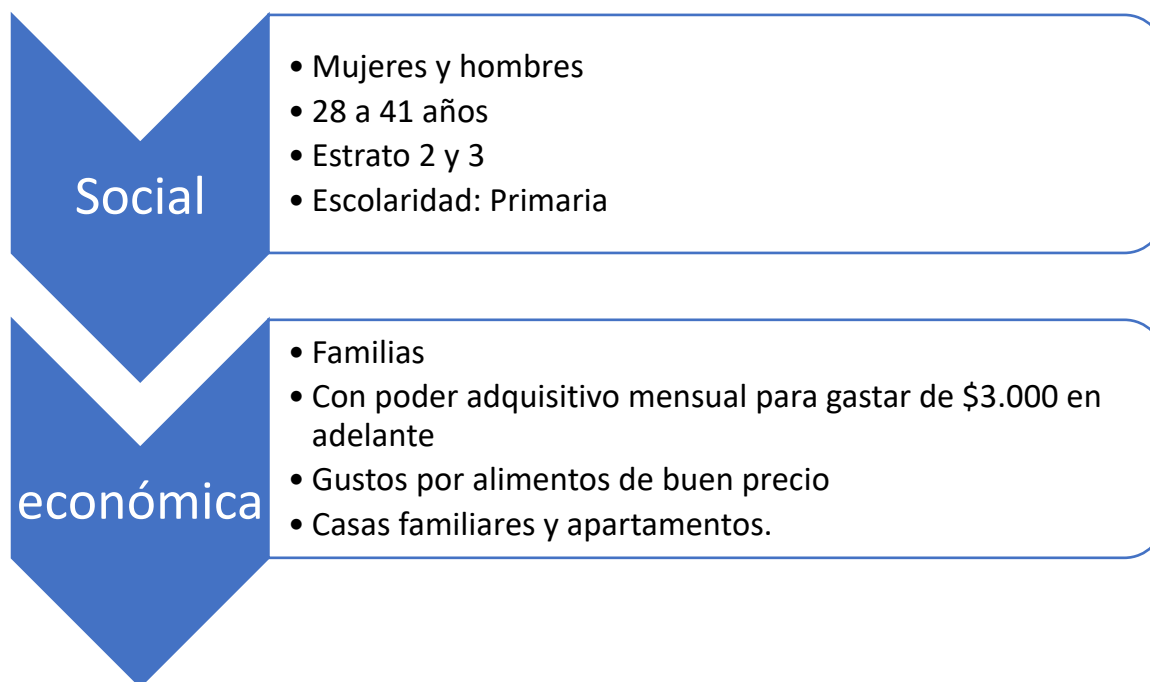 Social
• Mujeres y hombres
• 28 a 41 años
• Estrato 2 y 3
• Escolaridad: Primaria
económica
• Familias
• Con poder adquisitivo mensual para gastar de $3.000 en
adelante
• Gustos por alimentos de buen precio
• Casas familiares y apartamentos.